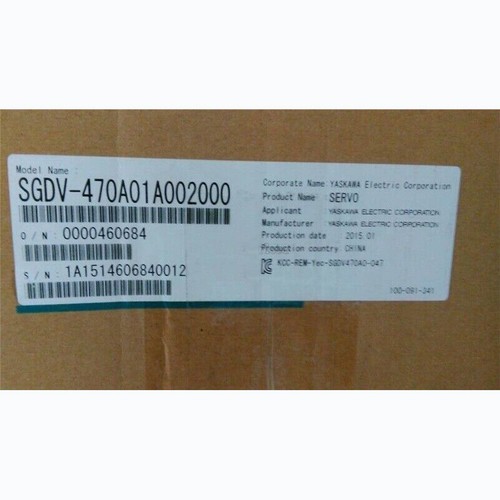 Model Name :
SGDV-470A01A002000
O / N : 0000460684
S / N : 1A1514606840012
Corporate Name : YASKAWA Electric Corporation
Product Name : SERVO
Applicant YASKAWA ELECTRIC CORPORATION
Manufacturer YASKAWA ELECTRIC CORPORATION
Production date : 2015.01
Production country : CHINA
KCC-REM-Yec-SGDV470A0-047
100-091-341